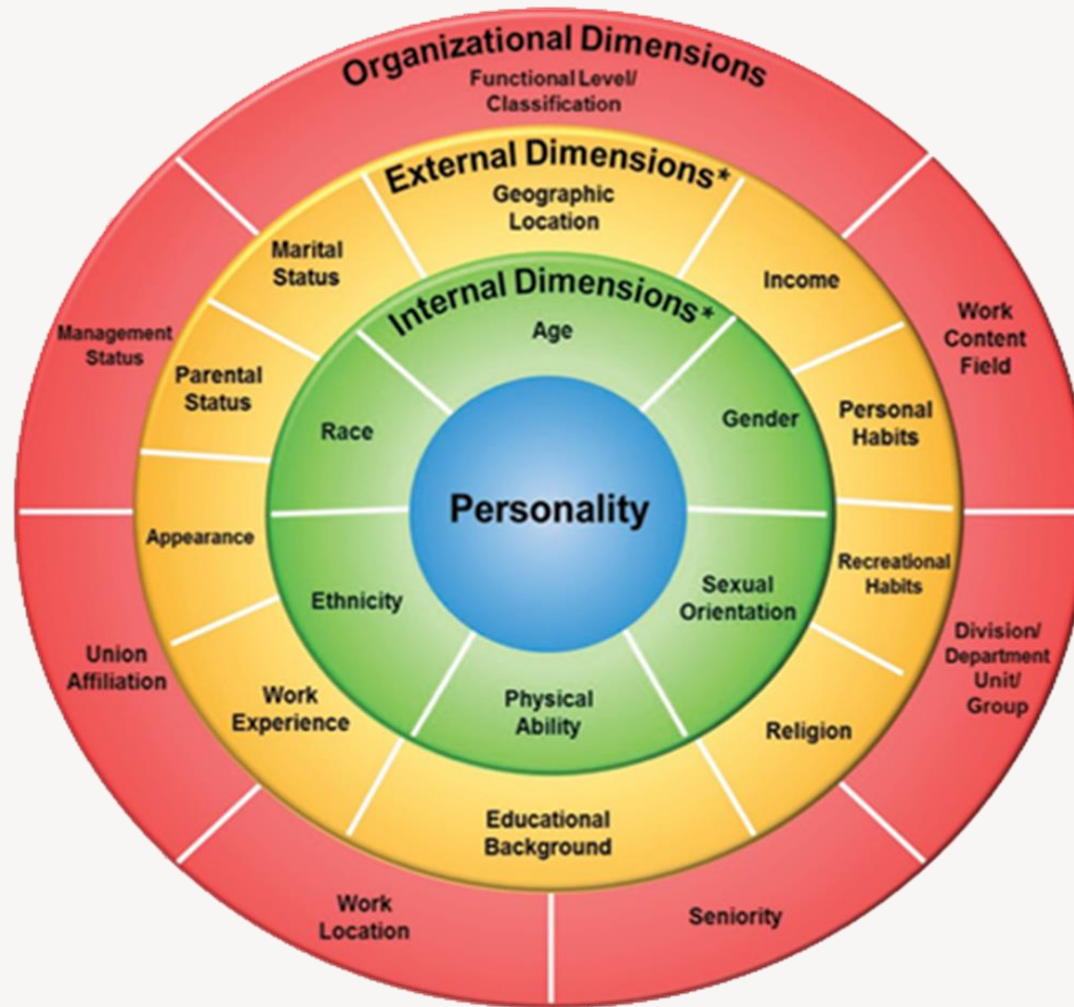 Organizational Dimensions
Functional Level/
Classification
Work
Content
Field
Division/
Department
Unit/
Group
Seniority
Work
Location
Union
Affiliation
Management
Status
External Dimensions*
Geographic
Location
Income
Personal
Habits
Recreational
Habits
Religion
Educational
Background
Work
Experience
Appearance
Parental
Status
Marital
Status
Internal Dimensions*
Age
Gender
Sexual
Orientation
Physical
Ability
Ethnicity
Race
Personality